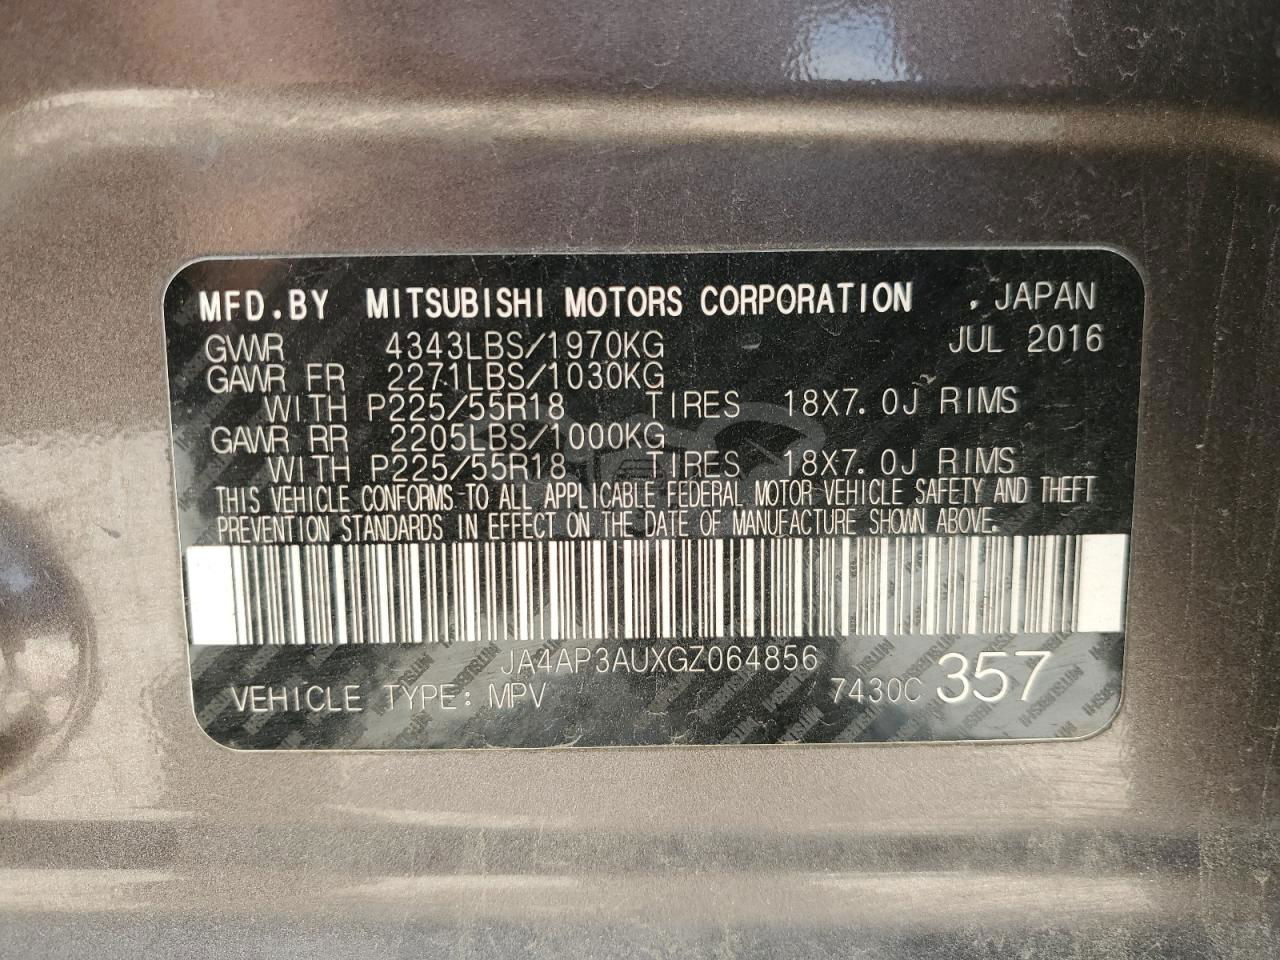 MFD.BY MITSUBISHI MOTORS CORPORATION , JAPAN
GVWR 4343LBS/1970KG JUL 2016
GAWR FR 2271LBS/1030KG
WITH P225/55R18 TIRES 18X7.0J RIMS
GAWR RR 2205LBS/1000KG
WITH P225/55R18 TIRES 18X7.0J RIMS
THIS VEHICLE CONFORMS TO ALL APPLICABLE FEDERAL MOTOR VEHICLE SAFETY AND THEFT
PREVENTION STANDARDS IN EFFECT ON THE DATE OF MANUFACTURE SHOWN ABOVE.
JA4AP3AUXGZ064856
VEHICLE TYPE: MPV 7430C 357